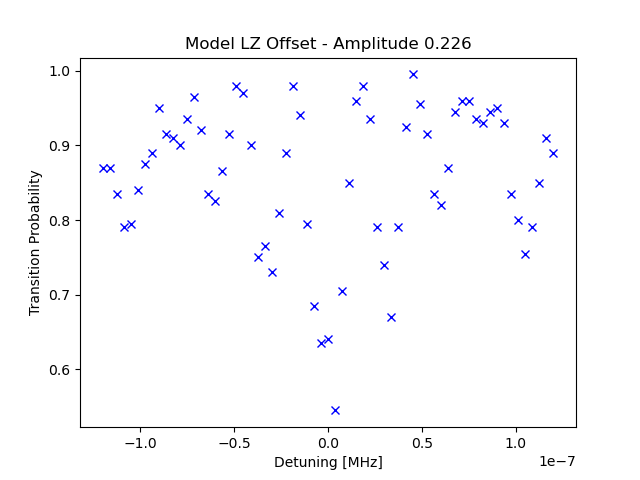 Model LZ Offset - Amplitude 0.226
1.0
0.9
0.8
0.7
0.6
Transition Probability
−1.0 −0.5 0.0 0.5 1.0
1e−7
Detuning [MHz]